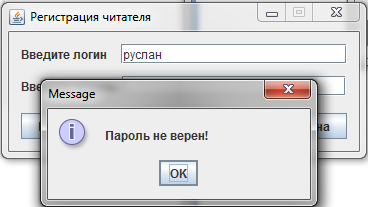 Регистрация читателя
Введите логин
руслан
Message
Пароль не верен!
OK